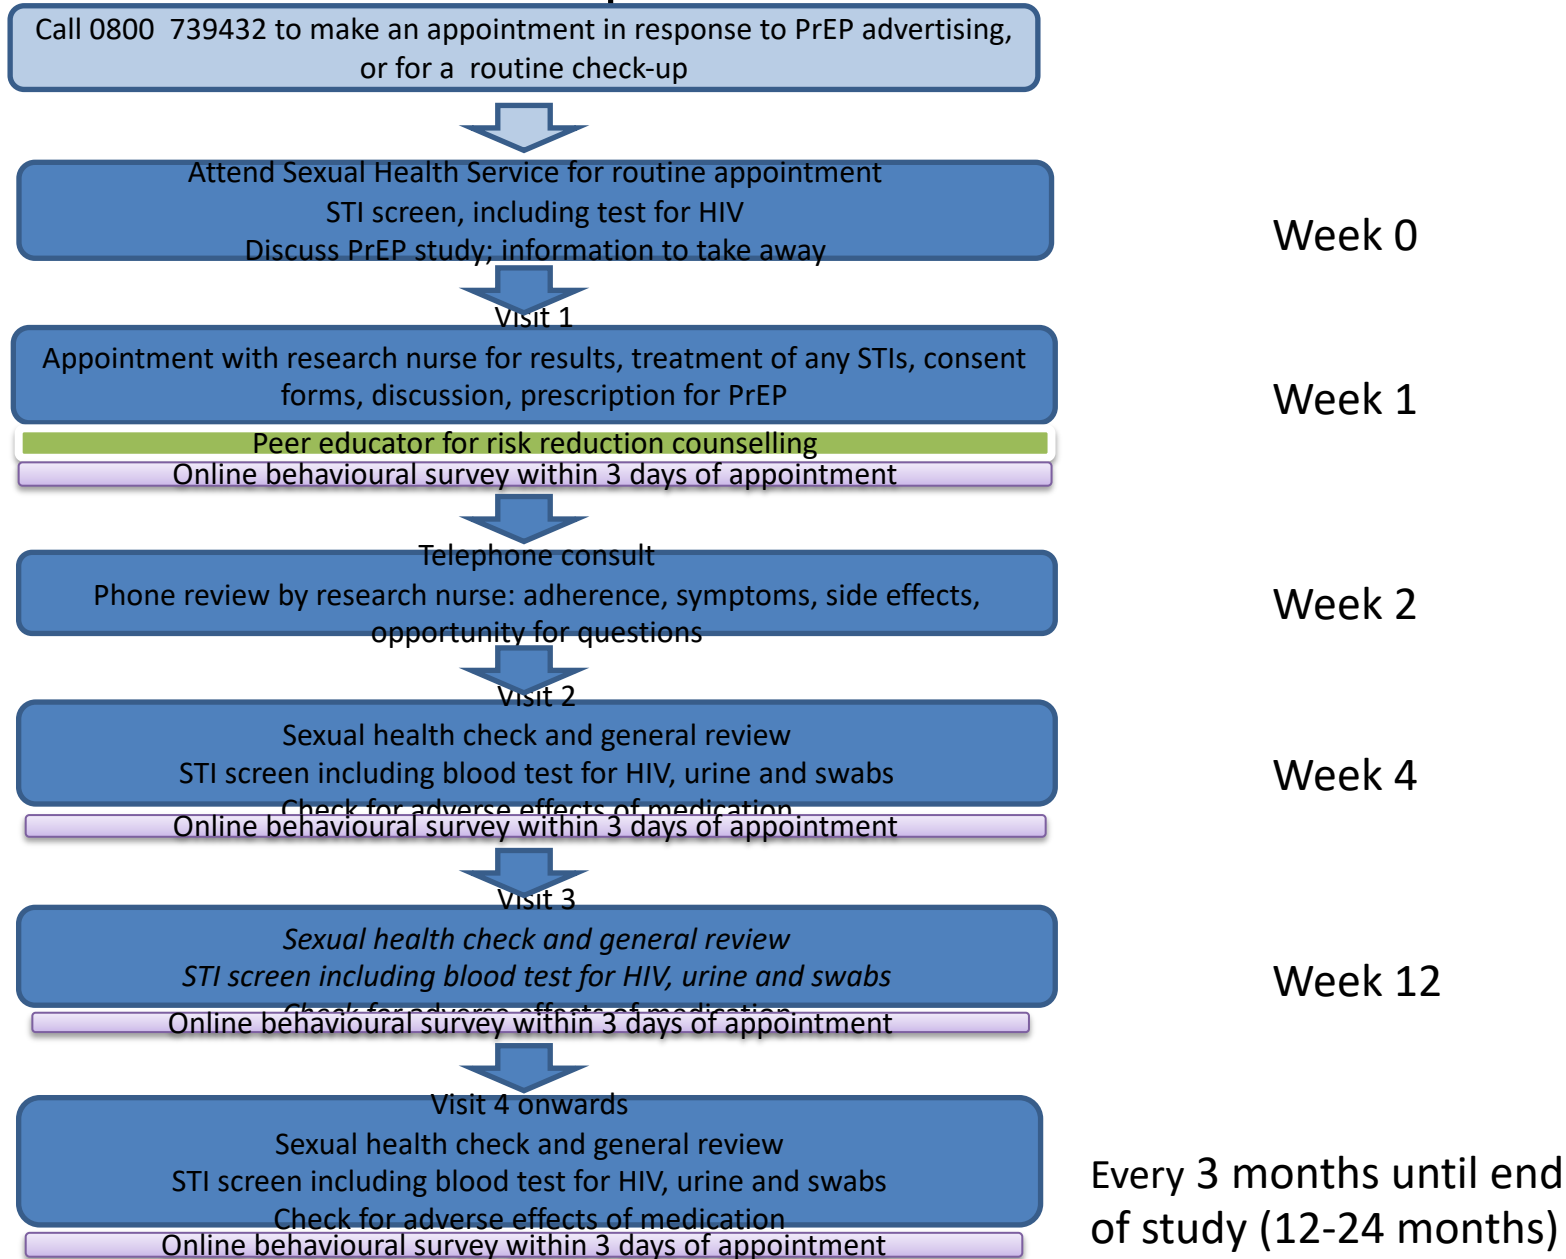 Call 0800  739432 to make an appointment in response to PrEP advertising,
or for a  routine check-up
Attend Sexual Health Service for routine appointment
STI screen, including test for HIV
Discuss PrEP study; information to take away
Week 0
Visit 1
Appointment with research nurse for results, treatment of any STIs, consent
forms, discussion, prescription for PrEP
Week 1
Peer educator for risk reduction counselling
Online behavioural survey within 3 days of appointment
Telephone consult
Phone review by research nurse: adherence, symptoms, side effects,
opportunity for questions
Week 2
Visit 2
Sexual health check and general review
STI screen including blood test for HIV, urine and swabs
Check for adverse effects of medication
Week 4
Online behavioural survey within 3 days of appointment
Visit 3
Sexual health check and general review
STI screen including blood test for HIV, urine and swabs
Check for adverse effects of medication
Week 12
Online behavioural survey within 3 days of appointment
Visit 4 onwards
Sexual health check and general review
STI screen including blood test for HIV, urine and swabs
Check for adverse effects of medication
Every 3 months until end
of study (12-24 months)
Online behavioural survey within 3 days of appointment